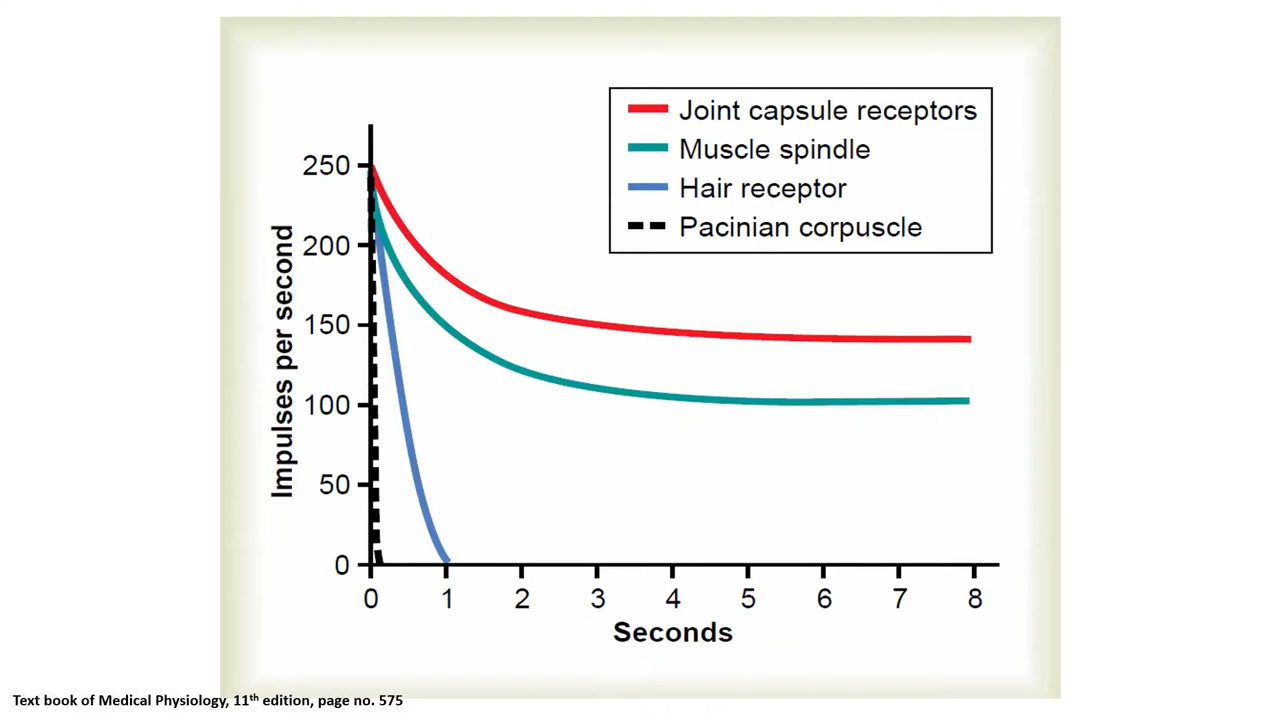 Joint capsule receptors
Muscle spindle
Hair receptor
Pacinian corpuscle
250
200
150
100
50
0
Impulses per second
0 1 2 3 4 5 6 7 8
Seconds
Text book of Medical Physiology, 11th edition, page no. 575